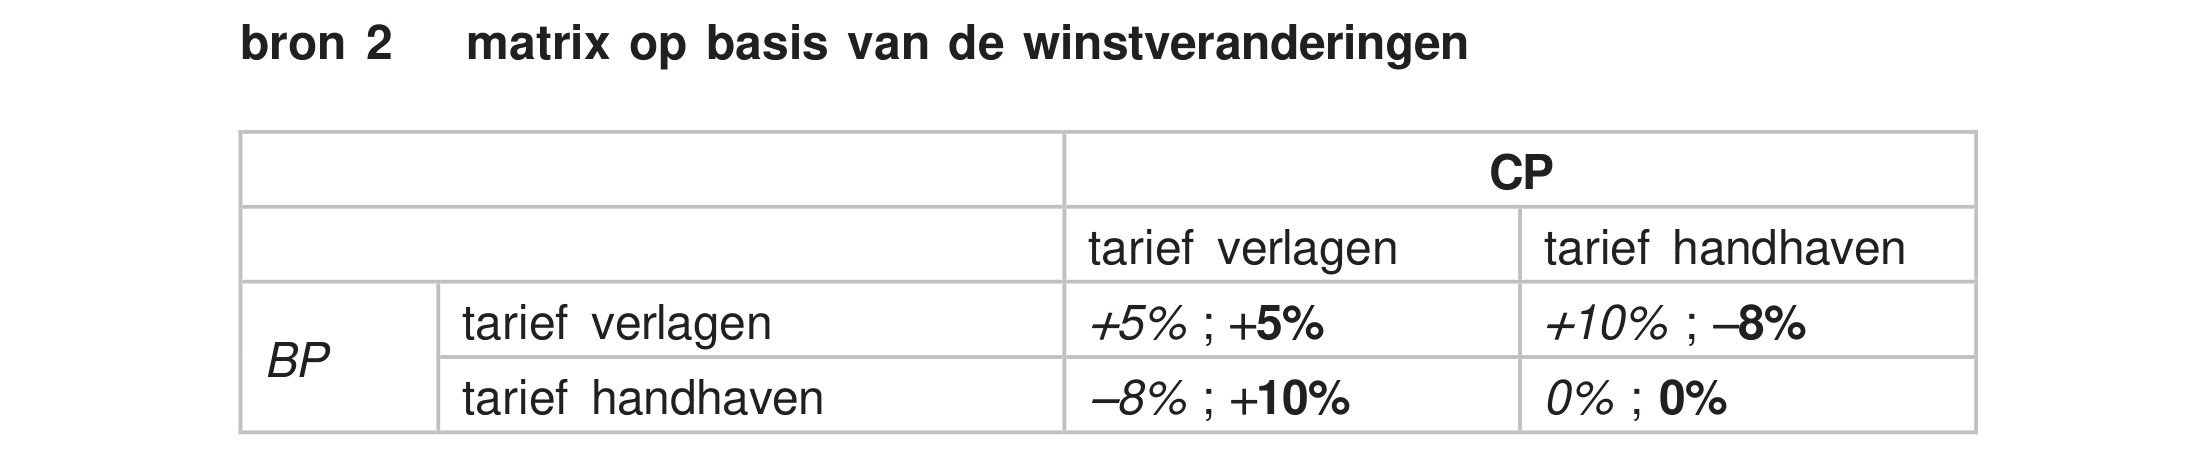 bron 2 matrix op basis van de winstveranderingen
CP
tarief verlagen tarief handhaven
BP tarief verlagen +5% ; +5% +10% ; –8%
tarief handhaven –8% ; +10% 0% ; 0%